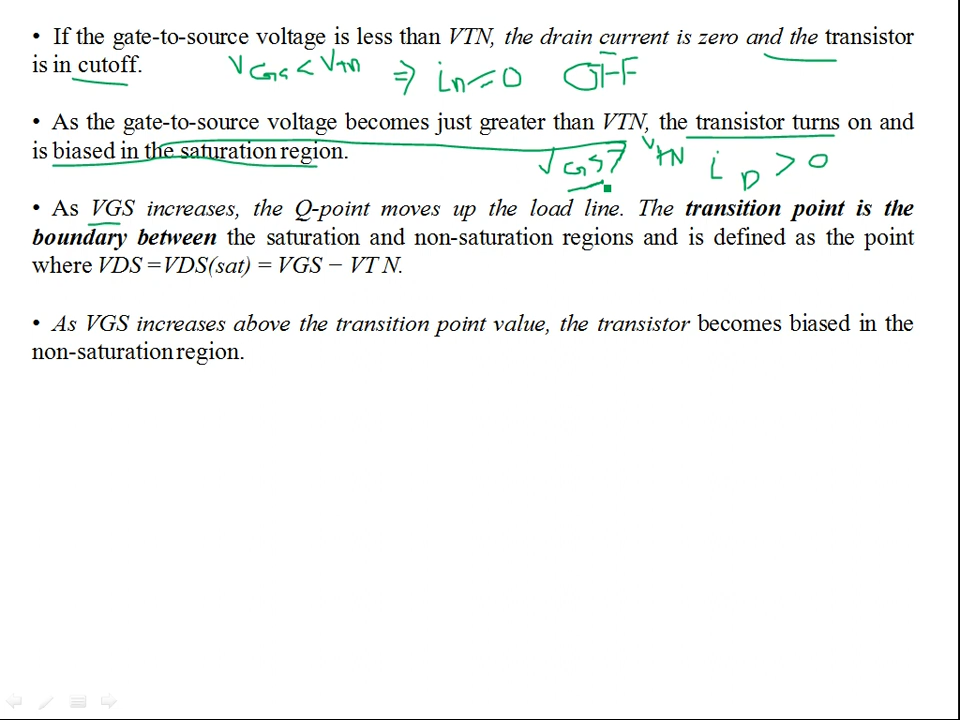 • If the gate-to-source voltage is less than VTN, the drain current is zero and the transistor
is in cutoff.
VGS < VTN ⇒ iD = 0 OFF
• As the gate-to-source voltage becomes just greater than VTN, the transistor turns on and
is biased in the saturation region.
VGS > VTN iD > 0
• As VGS increases, the Q-point moves up the load line. The transition point is the
boundary between the saturation and non-saturation regions and is defined as the point
where VDS =VDS(sat) = VGS − VT N.
• As VGS increases above the transition point value, the transistor becomes biased in the
non-saturation region.